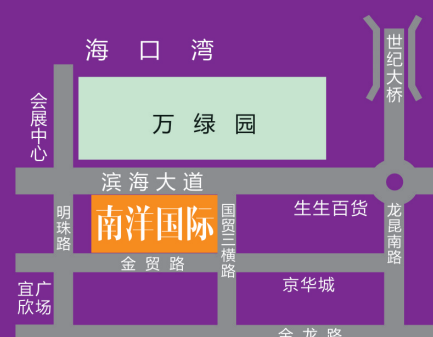 海口湾
世纪大桥
会展中心
万绿园
滨海大道
明珠路
南洋国际
国贸三横路
生生百货
龙昆南路
金贸路
京华城
宜欣广场
金龙路